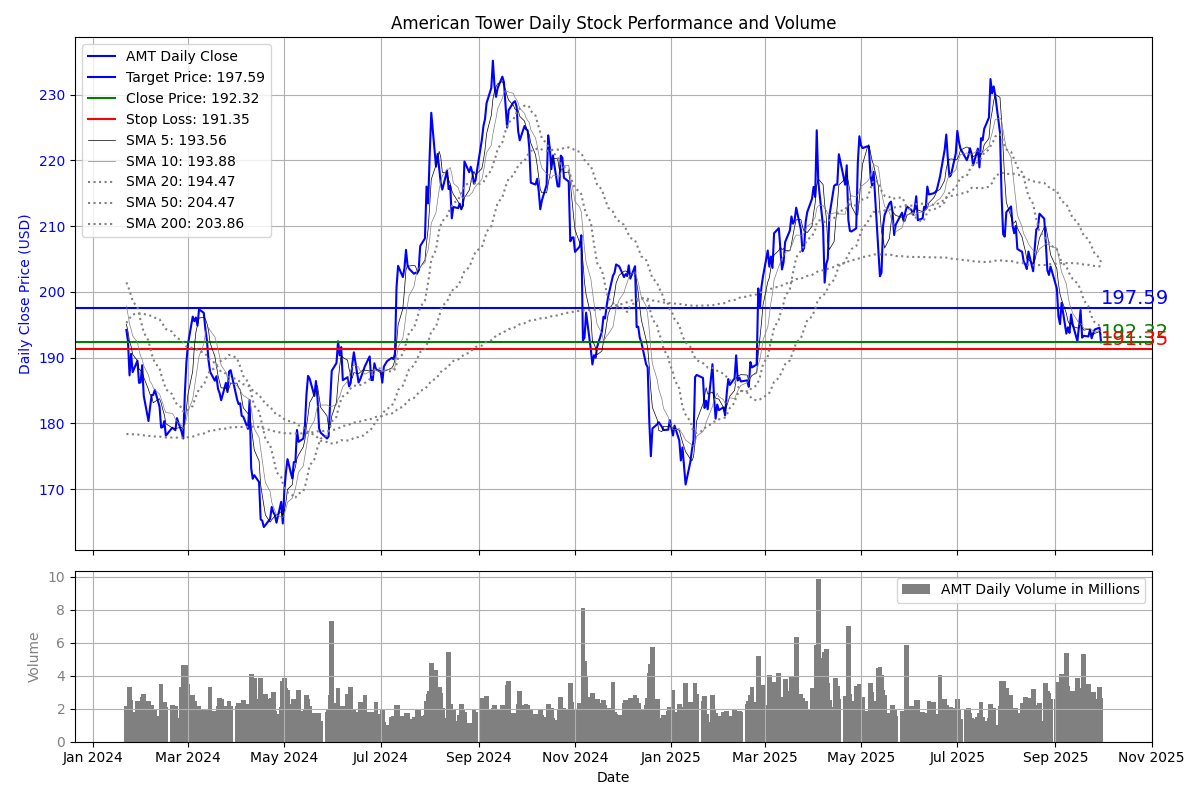 American Tower Daily Stock Performance and Volume
AMT Daily Close
Target Price: 197.59
Close Price: 192.32
Stop Loss: 191.35
SMA 5: 193.56
SMA 10: 193.88
SMA 20: 194.47
SMA 50: 204.47
SMA 200: 203.86
Daily Close Price (USD)
230
220
210
200
190
180
170
197.59
192.32
191.35
AMT Daily Volume in Millions
Volume
10
8
6
4
2
0
Jan 2024 Mar 2024 May 2024 Jul 2024 Sep 2024 Nov 2024 Jan 2025 Mar 2025 May 2025 Jul 2025 Sep 2025 Nov 2025
Date